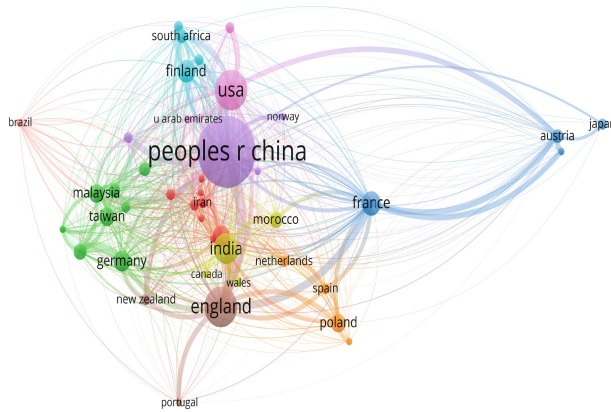 south africa
finland
usa
brazil
u arab emirates
norway
japan
austria
peoples r china
malaysia
iran
france
taiwan
morocco
india
germany
netherlands
canada
wales
spain
new zealand
england
poland
portugal